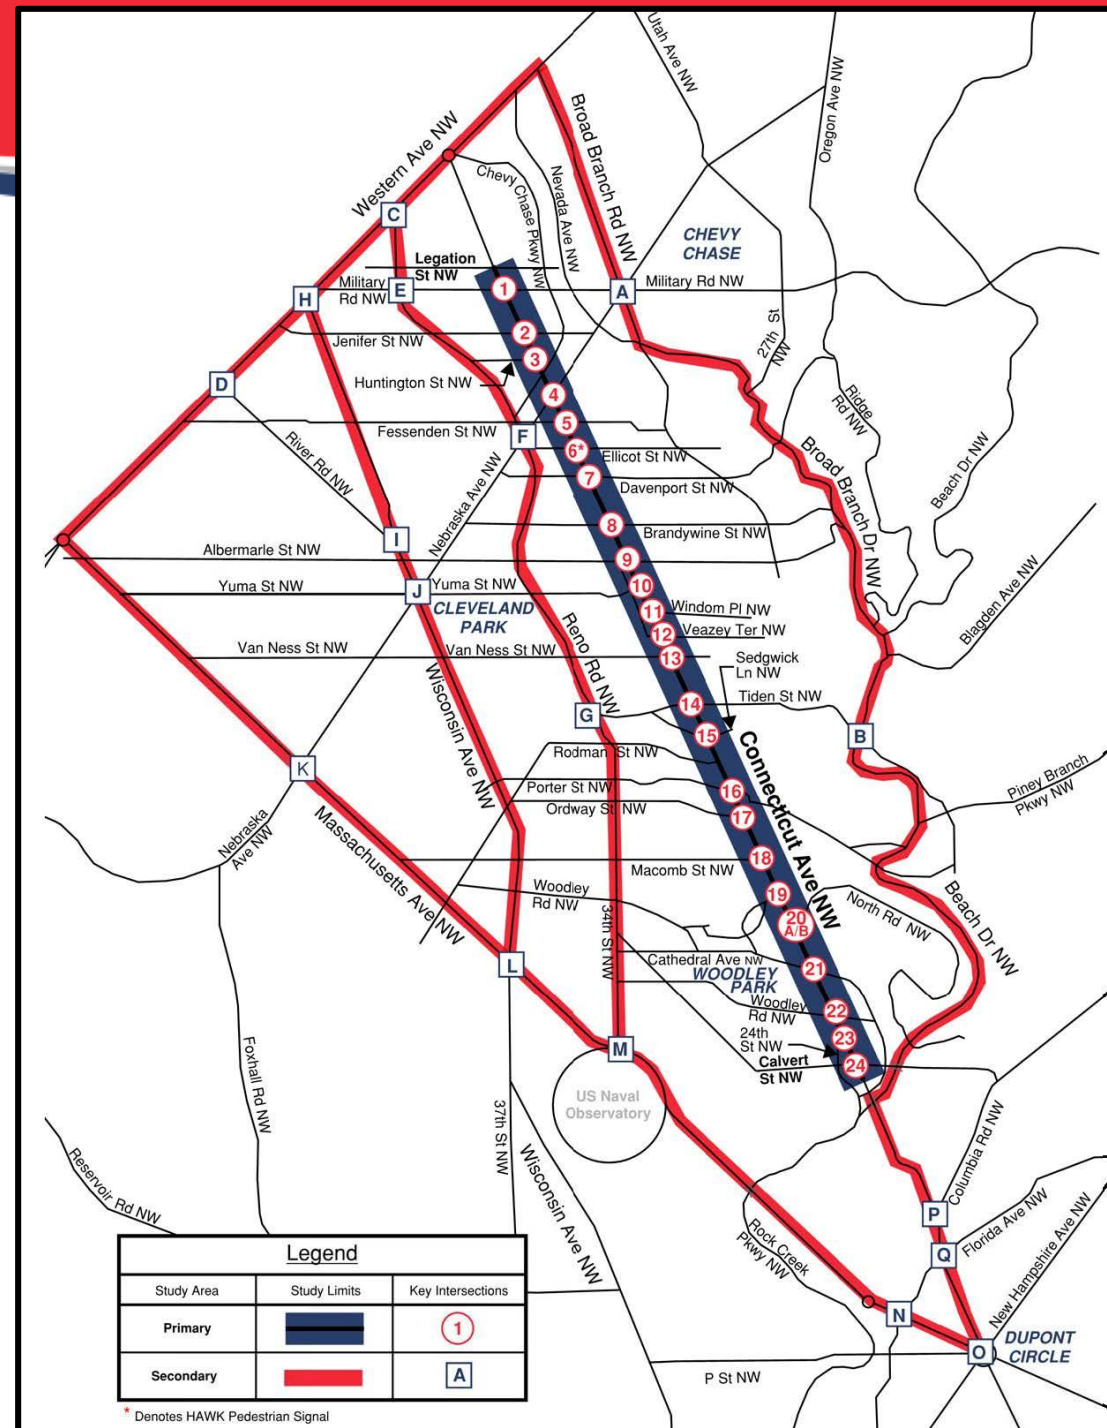 Utah Ave NW
Oregon Ave NW
Western Ave NW
Broad Branch Rd NW
Chevy Chase Pkwy NW
Nevada Ave NW
C
CHEVY
CHASE
Legation
St NW
Military
Rd NW
E
1
A
Military Rd NW
H
27th St
NW
2
Jenifer St NW
3
Huntington St NW
D
4
Ridge
Rd NW
5
Fessenden St NW
F
6*
Ellicot St NW
River Rd NW
Nebraska Ave NW
7
Davenport St NW
Broad Branch Dr NW
Beach Dr NW
8
Brandywine St NW
I
Albermarle St NW
9
Yuma St NW
J
Yuma St NW
10
CLEVELAND
PARK
11
Windom Pl NW
Blagden Ave NW
12
Veazey Ter NW
Van Ness St NW
Van Ness St NW
13
Reno Rd NW
Sedgwick
Ln NW
Wisconsin Ave NW
14
Tiden St NW
G
15
B
Connecticut Ave NW
Rodman St NW
K
Porter St NW
16
Piney Branch
Pkwy NW
Ordway St NW
17
Nebraska
Ave NW
Massachusetts Ave NW
18
Macomb St NW
Woodley
Rd NW
19
20
A/B
North Rd NW
Beach Dr NW
34th St NW
L
Cathedral Ave NW
21
WOODLEY
PARK
Woodley
Rd NW
22
24th
St NW
23
M
Calvert
St NW
24
Foxhall Rd NW
US Naval
Observatory
37th St NW
Wisconsin Ave NW
Columbia Rd NW
Reservoir Rd NW
P
Rock Creek
Pkwy NW
Q
Florida Ave NW
New Hampshire Ave NW
N
O
DUPONT
CIRCLE
P St NW
Legend
Study Area
Study Limits
Key Intersections
Primary
1
Secondary
A
* Denotes HAWK Pedestrian Signal